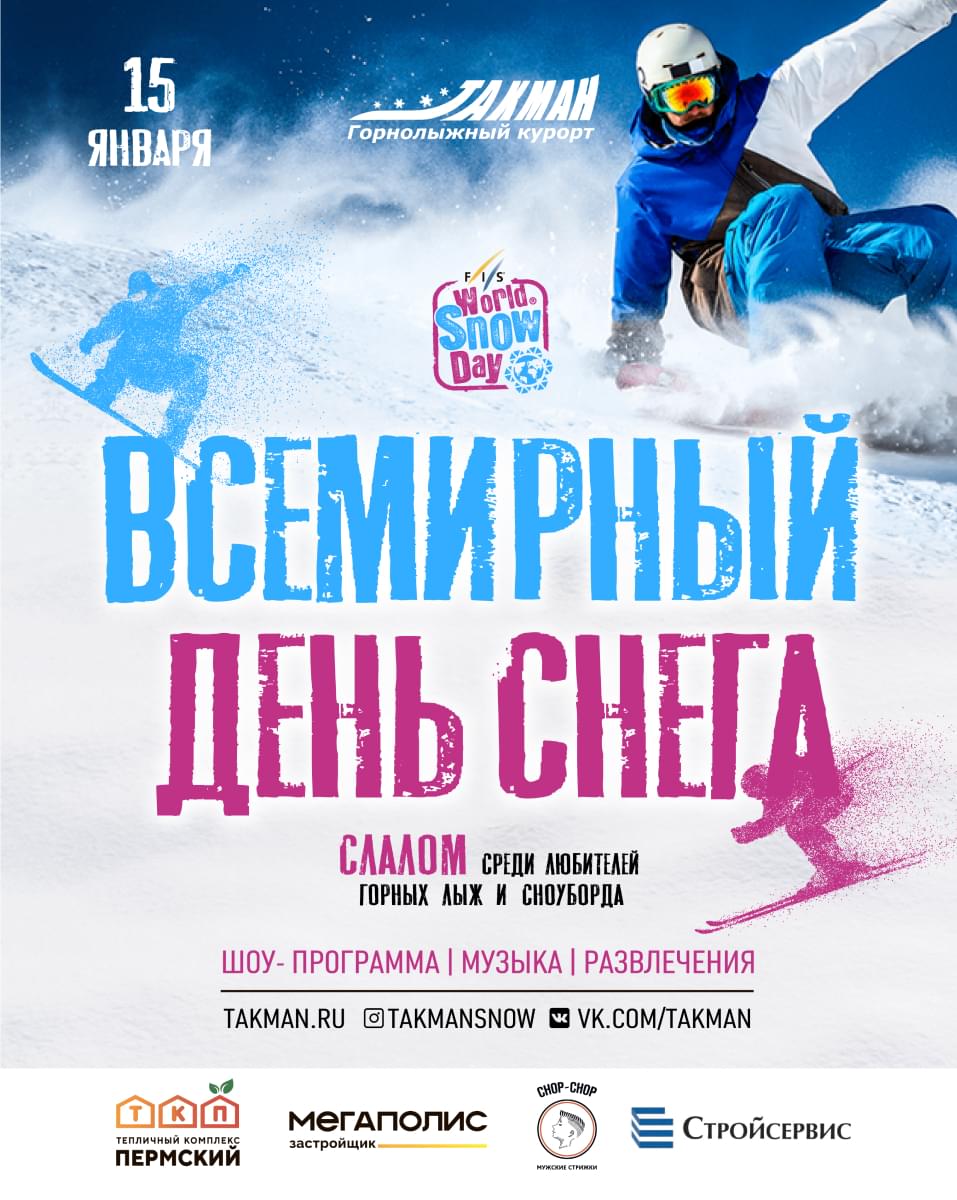 15
ЯНВАРЯ
ТАКМАН
Горнолыжный курорт
FIS
World®
Snow
Day
ВСЕМИРНЫЙ
ДЕНЬ СНЕГА
СЛАЛОМ СРЕДИ ЛЮБИТЕЛЕЙ
ГОРНЫХ ЛЫЖ И СНОУБОРДА
ШОУ- ПРОГРАММА | МУЗЫКА | РАЗВЛЕЧЕНИЯ
TAKMAN.RU TAKMANSNOW VK.COM/TAKMAN
ТКП
ТЕПЛИЧНЫЙ КОМПЛЕКС
ПЕРМСКИЙ
МЕГАПОЛИС
застройщик
CHOP-CHOP
МУЖСКИЕ СТРИЖКИ
СТРОЙСЕРВИС